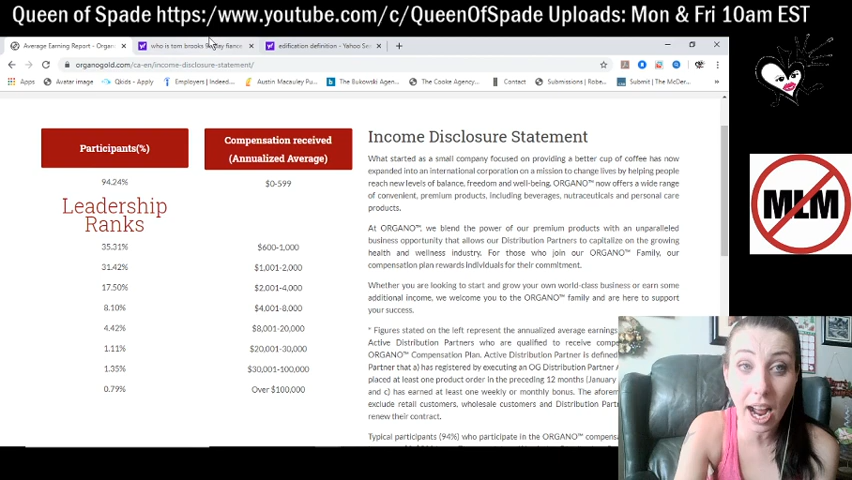 Queen of Spade https:/www.youtube.com/c/QueenOfSpade Uploads: Mon & Fri 10am EST
Average Earning Report - Organ
who is tom brooks
fiance
edification definition - Yahoo Se
organogold.com/ca-en/income-disclosure-statement/
Apps
Avatar image
Qkids - Apply
Employers | Indeed...
Austin Macauley Pu...
The Bukowski Agen...
The Cooke Agency...
Contact
Submissions | Robe...
Submit | The McDer...
Participants(%)
Compensation received
(Annualized Average)
94.24%
$0-599
Leadership
Ranks
35.31%
$600-1,000
31.42%
$1,001-2,000
17.50%
$2,001-4,000
8.10%
$4,001-8,000
4.42%
$8,001-20,000
1.11%
$20,001-30,000
1.35%
$30,001-100,000
0.79%
Over $100,000
Income Disclosure Statement
What started as a small company focused on providing a better cup of coffee has now
expanded into an international corporation on a mission to change lives by helping people
reach new levels of balance, freedom and well-being. ORGANO™ now offers a wide range
of convenient, premium products, including beverages, nutraceuticals and personal care
products.
At ORGANO™, we blend the power of our premium products with an unparalleled
business opportunity that allows our Distribution Partners to capitalize on the growing
health and wellness industry. For those who join our ORGANO™ Family, our
compensation plan rewards individuals for their commitment.
Whether you are looking to start and grow your own world-class business or earn some
additional income, we welcome you to the ORGANO™ family and are here to support
your success.
* Figures stated on the left represent the annualized average earnings
Active Distribution Partners who are qualified to receive compe
ORGANO™ Compensation Plan. Active Distribution Partner is defined
Partner that a) has registered by executing an OG Distribution Partner A
placed at least one product order in the preceding 12 months (January
and c) has earned at least one weekly or monthly bonus. The aforem
exclude retail customers, wholesale customers and Distribution Partn
renew their contract.
Typical participants (94%) who participate in the ORGANO™ compens
MLM